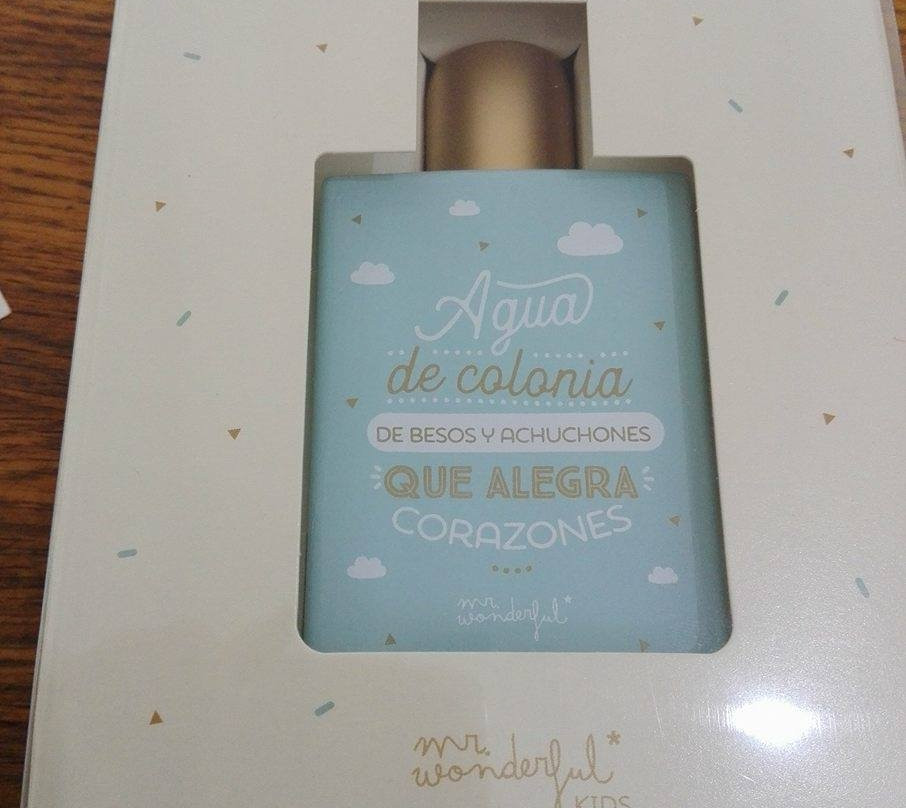 Agua
de colonia
DE BESOS Y ACHUCHONES
QUE ALEGRA
CORAZONES
mr.
wonderful*
mr.
wonderful*
KIDS